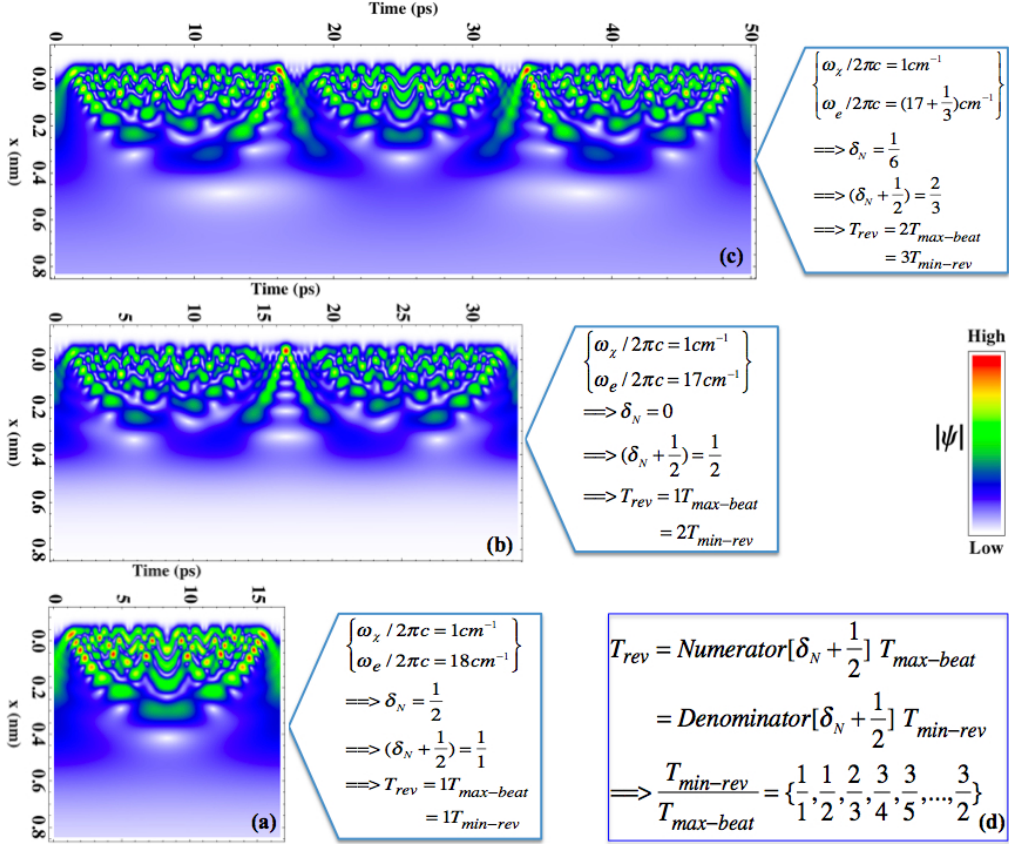 Time (ps)
0 10 20 30 40 50
x (nm)
0.0
0.2
0.4
0.6
0.8
(c)
{ω_χ / 2πc = 1cm⁻¹
ω_e / 2πc = (17 + 1/3)cm⁻¹}
==> δ_N = 1/6
==> (δ_N + 1/2) = 2/3
==> T_rev = 2T_max−beat
= 3T_min−rev
Time (ps)
0 5 10 15 20 25 30
x (nm)
0.0
0.2
0.4
0.6
0.8
(b)
{ω_χ / 2πc = 1cm⁻¹
ω_e / 2πc = 17cm⁻¹}
==> δ_N = 0
==> (δ_N + 1/2) = 1/2
==> T_rev = 1T_max−beat
= 2T_min−rev
High
|ψ|
Low
Time (ps)
0 5 10 15
x (nm)
0.0
0.2
0.4
0.6
0.8
(a)
{ω_χ / 2πc = 1cm⁻¹
ω_e / 2πc = 18cm⁻¹}
==> δ_N = 1/2
==> (δ_N + 1/2) = 1/1
==> T_rev = 1T_max−beat
= 1T_min−rev
T_rev = Numerator[δ_N + 1/2] T_max−beat
= Denominator[δ_N + 1/2] T_min−rev
==> T_min−rev / T_max−beat = {1/1, 1/2, 2/3, 3/4, 3/5, ..., 3/2}
(d)